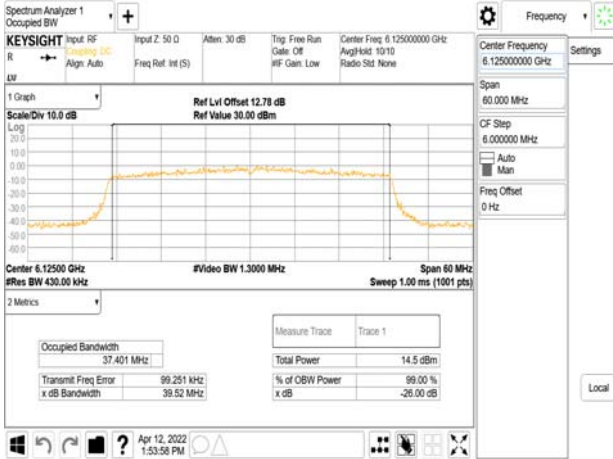 Spectrum Analyzer 1
Occupied BW
+
Frequency
KEYSIGHT
R
Input: RF
Coupling: DC
Align: Auto
Input Z: 50 Ω
Freq Ref: Int (S)
Atten: 30 dB
Trig: Free Run
Gate: Off
#IF Gain: Low
Center Freq: 6.125000000 GHz
Avg|Hold: 10/10
Radio Std: None
LXI
Center Frequency
6.125000000 GHz
Settings
Span
60.000 MHz
CF Step
6.000000 MHz
Auto
Man
Freq Offset
0 Hz
Local
1 Graph
Scale/Div 10.0 dB
Ref Lvl Offset 12.78 dB
Ref Value 30.00 dBm
Log
20.0
10.0
0.00
-10.0
-20.0
-30.0
-40.0
-50.0
-60.0
Center 6.12500 GHz
#Res BW 430.00 kHz
#Video BW 1.3000 MHz
Span 60 MHz
Sweep 1.00 ms (1001 pts)
2 Metrics
Measure Trace Trace 1
Occupied Bandwidth
37.401 MHz
Total Power 14.5 dBm
Transmit Freq Error 99.251 kHz
% of OBW Power 99.00 %
x dB Bandwidth 39.52 MHz
x dB -26.00 dB
?
Apr 12, 2022
1:53:58 PM